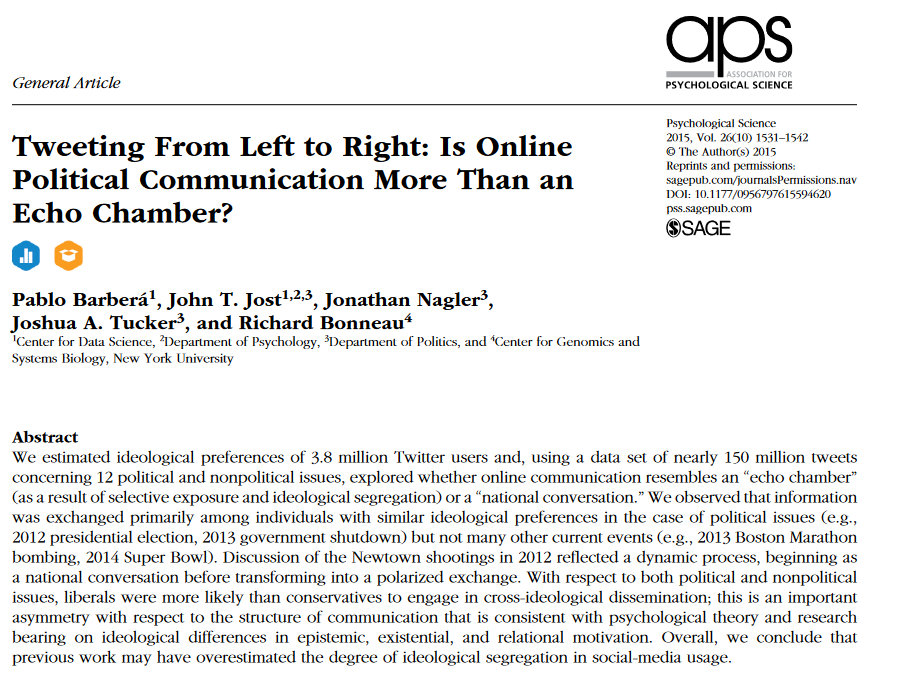 General Article
aps
ASSOCIATION FOR
PSYCHOLOGICAL SCIENCE
Tweeting From Left to Right: Is Online
Political Communication More Than an
Echo Chamber?
Psychological Science
2015, Vol. 26(10) 1531–1542
© The Author(s) 2015
Reprints and permissions:
sagepub.com/journalsPermissions.nav
DOI: 10.1177/0956797615594620
pss.sagepub.com
SAGE
Pablo Barberá1, John T. Jost1,2,3, Jonathan Nagler3,
Joshua A. Tucker3, and Richard Bonneau4
1Center for Data Science, 2Department of Psychology, 3Department of Politics, and 4Center for Genomics and
Systems Biology, New York University
Abstract
We estimated ideological preferences of 3.8 million Twitter users and, using a data set of nearly 150 million tweets
concerning 12 political and nonpolitical issues, explored whether online communication resembles an “echo chamber”
(as a result of selective exposure and ideological segregation) or a “national conversation.” We observed that information
was exchanged primarily among individuals with similar ideological preferences in the case of political issues (e.g.,
2012 presidential election, 2013 government shutdown) but not many other current events (e.g., 2013 Boston Marathon
bombing, 2014 Super Bowl). Discussion of the Newtown shootings in 2012 reflected a dynamic process, beginning as
a national conversation before transforming into a polarized exchange. With respect to both political and nonpolitical
issues, liberals were more likely than conservatives to engage in cross-ideological dissemination; this is an important
asymmetry with respect to the structure of communication that is consistent with psychological theory and research
bearing on ideological differences in epistemic, existential, and relational motivation. Overall, we conclude that
previous work may have overestimated the degree of ideological segregation in social-media usage.